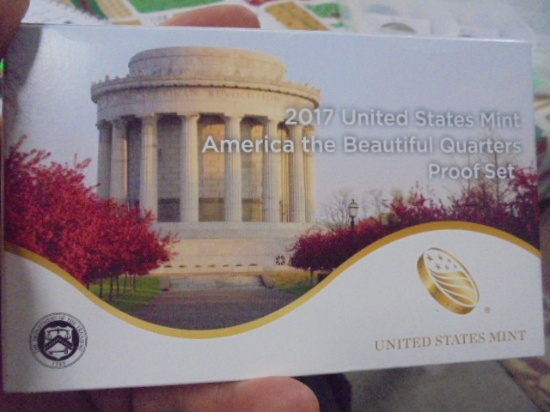 2017 United States Mint
America the Beautiful Quarters
Proof Set
®
UNITED STATES MINT